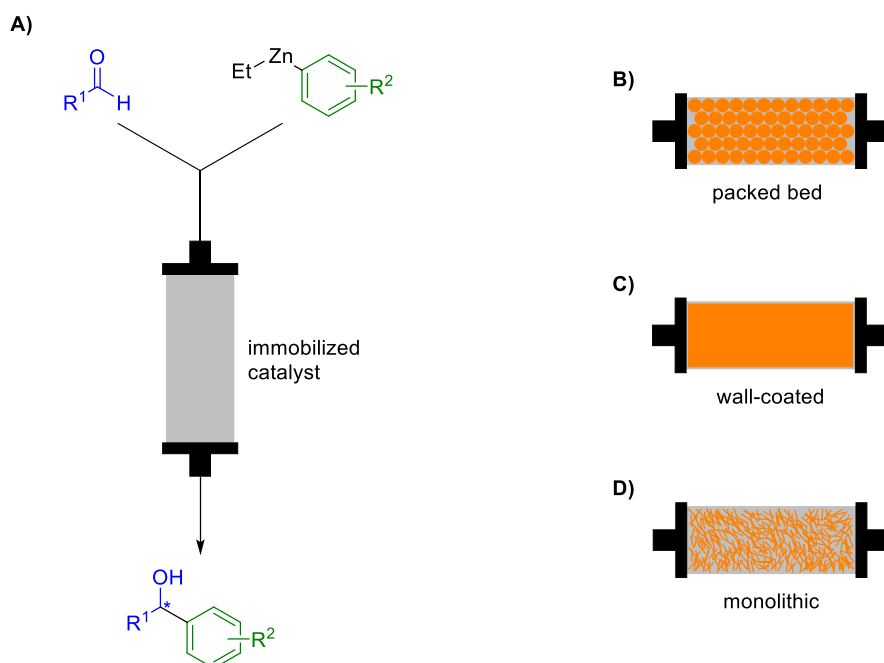 A)
O
R1
H
Et
Zn
R2
immobilized
catalyst
OH
R1
*
R2
B)
packed bed
C)
wall-coated
D)
monolithic